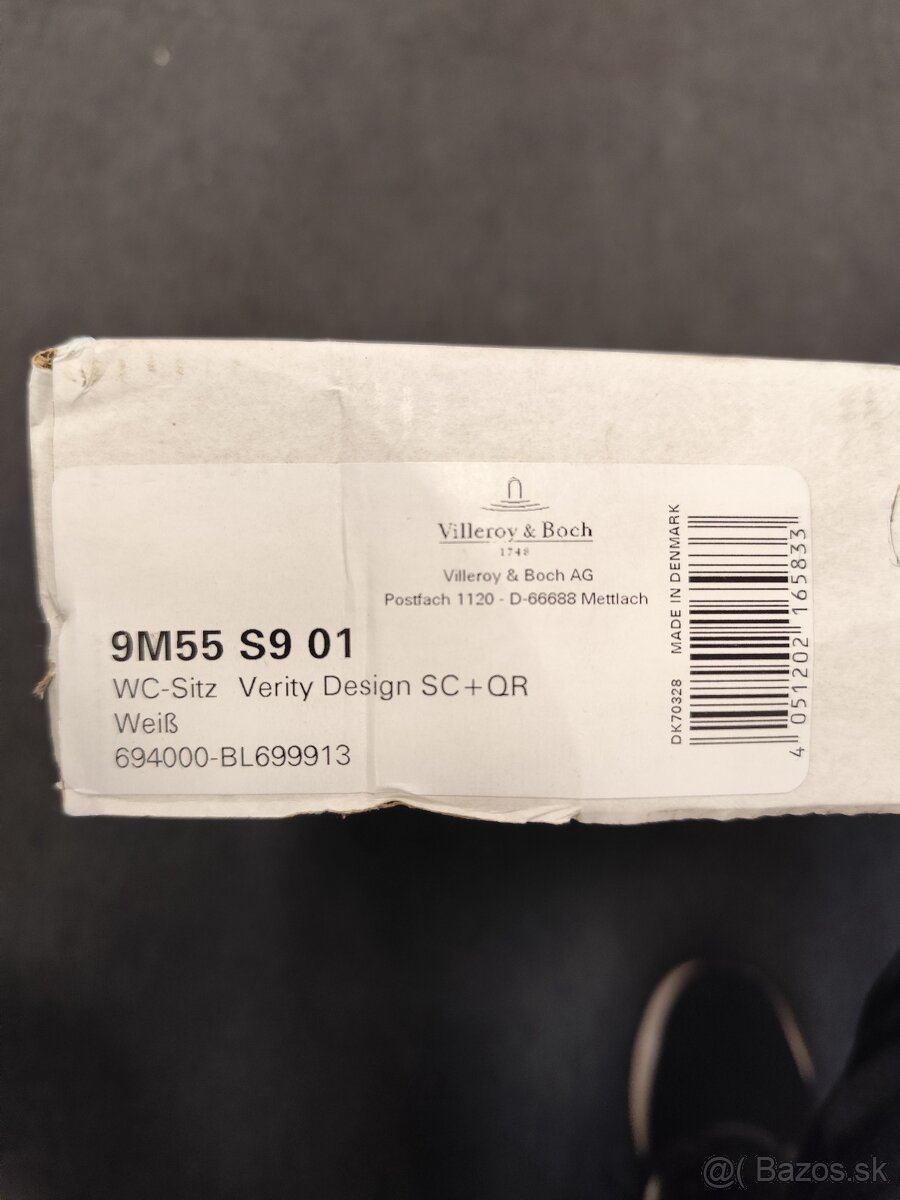 Villeroy & Boch
1748
Villeroy & Boch AG
Postfach 1120 - D-66688 Mettlach
9M55 S9 01
WC-Sitz Verity Design SC+QR
Weiß
694000-BL699913
DK70328 MADE IN DENMARK
4 051202 165833
@( Bazos.sk